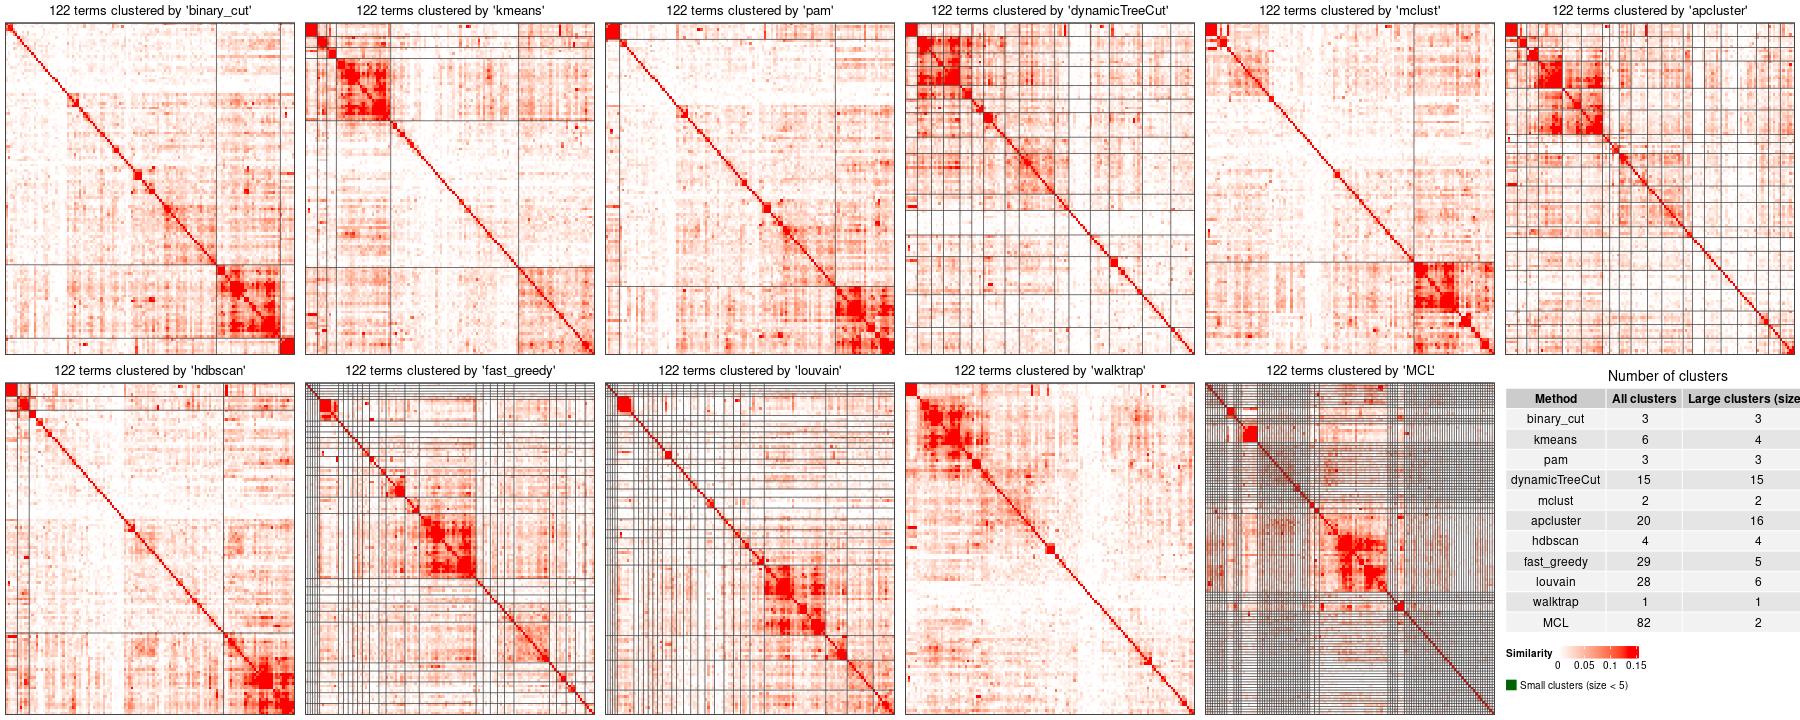 122 terms clustered by 'binary_cut'
122 terms clustered by 'kmeans'
122 terms clustered by 'pam'
122 terms clustered by 'dynamicTreeCut'
122 terms clustered by 'mclust'
122 terms clustered by 'apcluster'
122 terms clustered by 'hdbscan'
122 terms clustered by 'fast_greedy'
122 terms clustered by 'louvain'
122 terms clustered by 'walktrap'
122 terms clustered by 'MCL'
Number of clusters
Method All clusters Large clusters (size
binary_cut 3 3
kmeans 6 4
pam 3 3
dynamicTreeCut 15 15
mclust 2 2
apcluster 20 16
hdbscan 4 4
fast_greedy 29 5
louvain 28 6
walktrap 1 1
MCL 82 2
Similarity
0 0.05 0.1 0.15
Small clusters (size < 5)